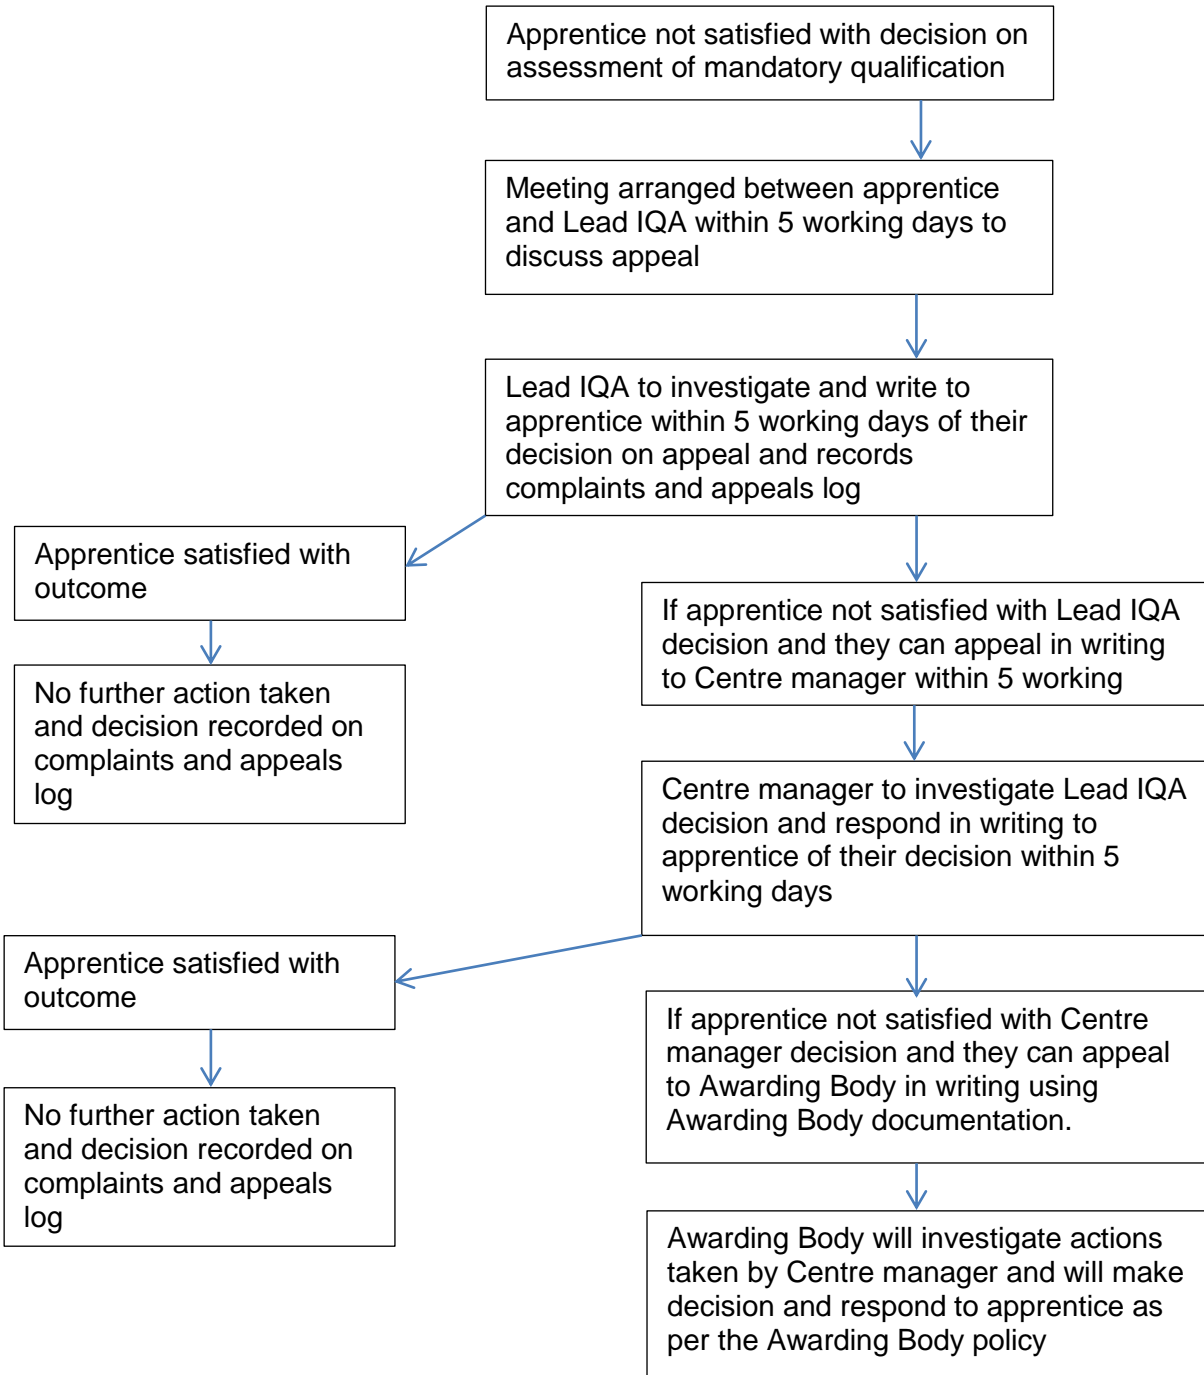 Apprentice not satisfied with decision on
assessment of mandatory qualification
Meeting arranged between apprentice
and Lead IQA within 5 working days to
discuss appeal
Lead IQA to investigate and write to
apprentice within 5 working days of their
decision on appeal and records
complaints and appeals log
Apprentice satisfied with
outcome
No further action taken
and decision recorded on
complaints and appeals
log
If apprentice not satisfied with Lead IQA
decision and they can appeal in writing
to Centre manager within 5 working
Centre manager to investigate Lead IQA
decision and respond in writing to
apprentice of their decision within 5
working days
Apprentice satisfied with
outcome
No further action taken
and decision recorded on
complaints and appeals
log
If apprentice not satisfied with Centre
manager decision and they can appeal
to Awarding Body in writing using
Awarding Body documentation.
Awarding Body will investigate actions
taken by Centre manager and will make
decision and respond to apprentice as
per the Awarding Body policy